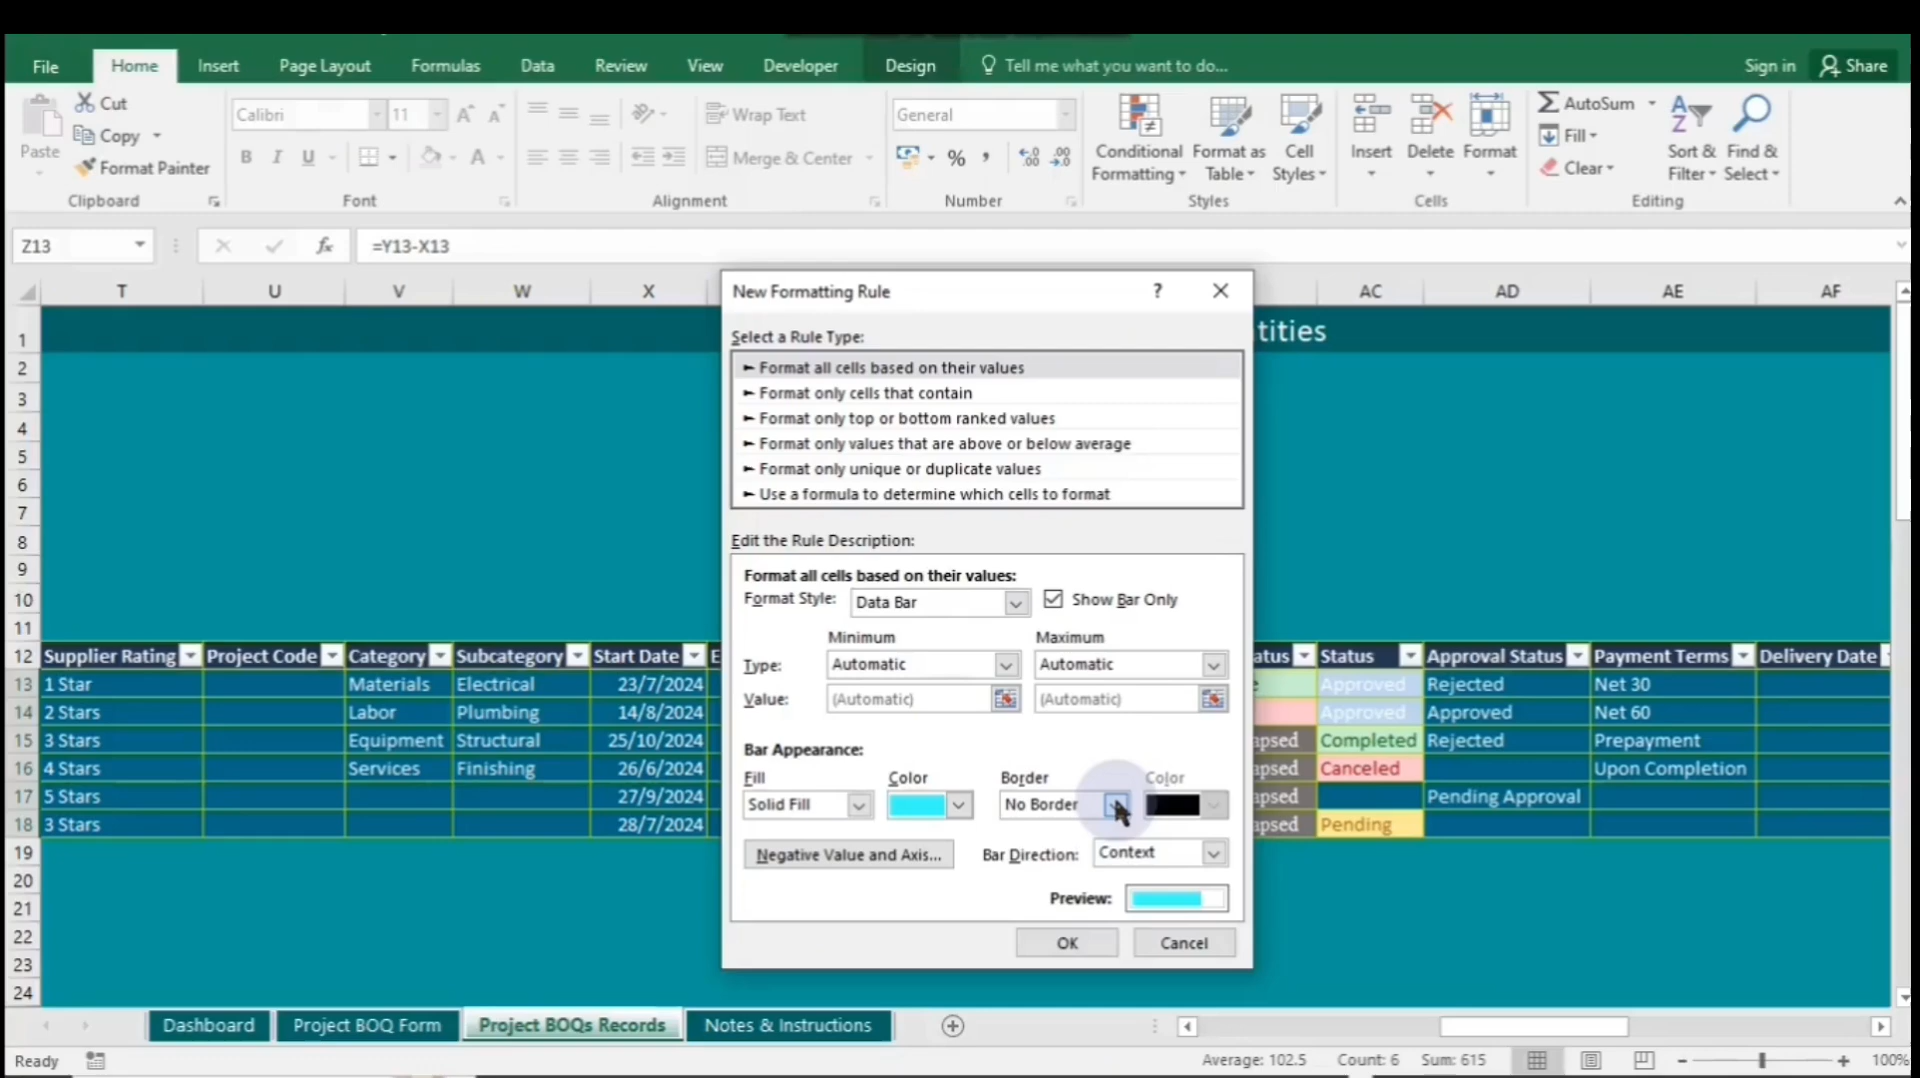 File Home Insert Page Layout Formulas Data Review View Developer Design Tell me what you want to do... Sign in Share
Cut
Copy
Format Painter
Paste
Clipboard
Calibri 11
B I U
Font
Wrap Text
Merge & Center
Alignment
General
%
Number
Conditional Formatting
Format as Table
Cell Styles
Styles
Insert Delete Format
Cells
AutoSum
Fill
Clear
Sort & Filter
Find & Select
Editing
Z13 fx =Y13-X13
T U V W X AC AD AE AF
tities
1
2
3
4
5
6
7
8
9
10
11
12 Supplier Rating Project Code Category Subcategory Start Date E atus Status Approval Status Payment Terms Delivery Date
13 1 Star Materials Electrical 23/7/2024 e Approved Rejected Net 30
14 2 Stars Labor Plumbing 14/8/2024 Approved Approved Net 60
15 3 Stars Equipment Structural 25/10/2024 apsed Completed Rejected Prepayment
16 4 Stars Services Finishing 26/6/2024 apsed Canceled Upon Completion
17 5 Stars 27/9/2024 apsed Pending Approval
18 3 Stars 28/7/2024 apsed Pending
19
20
21
22
23
24
New Formatting Rule ?
Select a Rule Type:
► Format all cells based on their values
► Format only cells that contain
► Format only top or bottom ranked values
► Format only values that are above or below average
► Format only unique or duplicate values
► Use a formula to determine which cells to format
Edit the Rule Description:
Format all cells based on their values:
Format Style: Data Bar Show Bar Only
Minimum Maximum
Type: Automatic Automatic
Value: (Automatic) (Automatic)
Bar Appearance:
Fill Color Border Color
Solid Fill No Border
Negative Value and Axis... Bar Direction: Context
Preview:
OK Cancel
Dashboard Project BOQ Form Project BOQs Records Notes & Instructions
Ready Average: 102.5 Count: 6 Sum: 615 100%